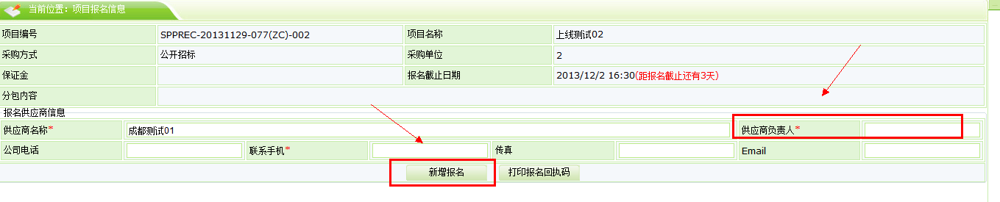 当前位置：项目报名信息
项目编号 SPPREC-20131129-077(ZC)-002 项目名称 上线测试02
采购方式 公开招标 采购单位 2
保证金 报名截止日期 2013/12/2 16:30(距报名截止还有3天)
分包内容
报名供应商信息
供应商名称* 成都测试01 供应商负责人*
公司电话 联系手机* 传真 Email
新增报名 打印报名回执码